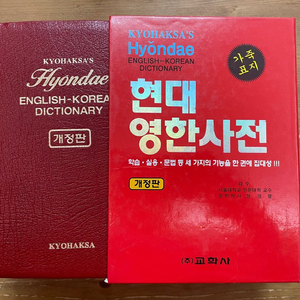 KYOHAKSA'S
Hyondae
ENGLISH-KOREAN
DICTIONARY
개정판
KYOHAKSA
KYOHAKSA'S
Hyöndae
ENGLISH-KOREAN
DICTIONARY
가죽
표지
현대
영한사전
학습·실용·문법 등 세 가지의 기능을 한 권에 집대성!!!
개정판
(주)교학사